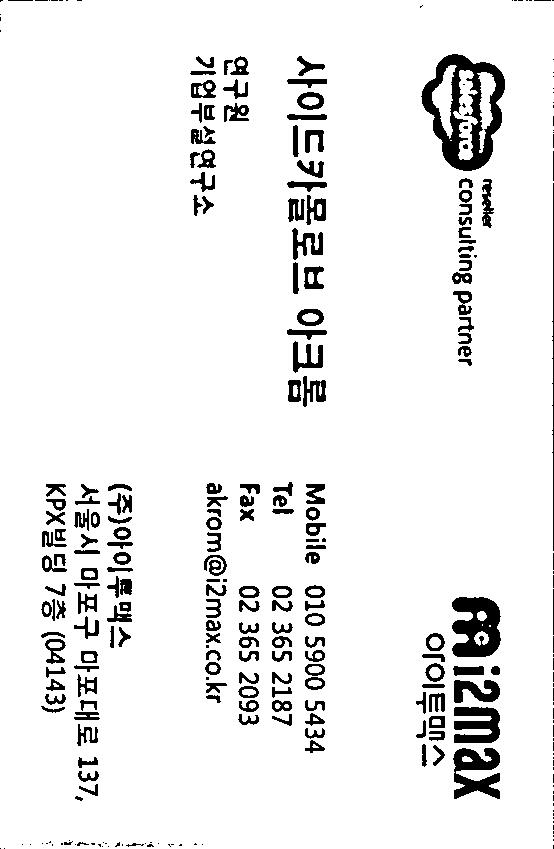 salesforce
reseller
consulting partner
i2max
아이투맥스
사이드카몰로브 아크롬
연구원
기업부설연구소
Mobile 010 5900 5434
Tel 02 365 2187
Fax 02 365 2093
akrom@i2max.co.kr
(주)아이투맥스
서울시 마포구 마포대로 137,
KPX빌딩 7층 (04143)